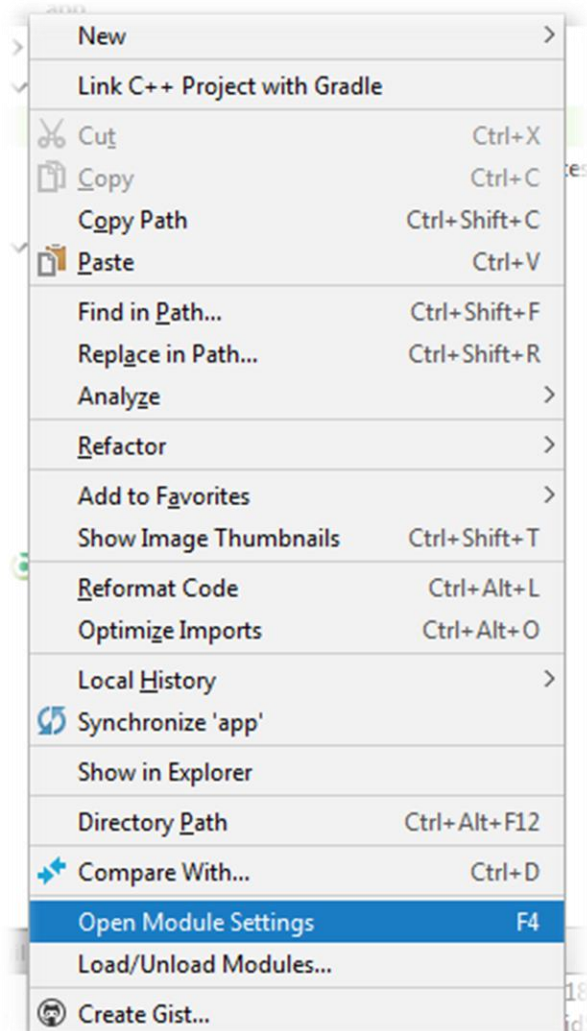 app
New
Link C++ Project with Gradle
Cut Ctrl+X
Copy Ctrl+C
Copy Path Ctrl+Shift+C
Paste Ctrl+V
Find in Path... Ctrl+Shift+F
Replace in Path... Ctrl+Shift+R
Analyze
Refactor
Add to Favorites
Show Image Thumbnails Ctrl+Shift+T
Reformat Code Ctrl+Alt+L
Optimize Imports Ctrl+Alt+O
Local History
Synchronize 'app'
Show in Explorer
Directory Path Ctrl+Alt+F12
Compare With... Ctrl+D
Open Module Settings F4
Load/Unload Modules...
Create Gist...